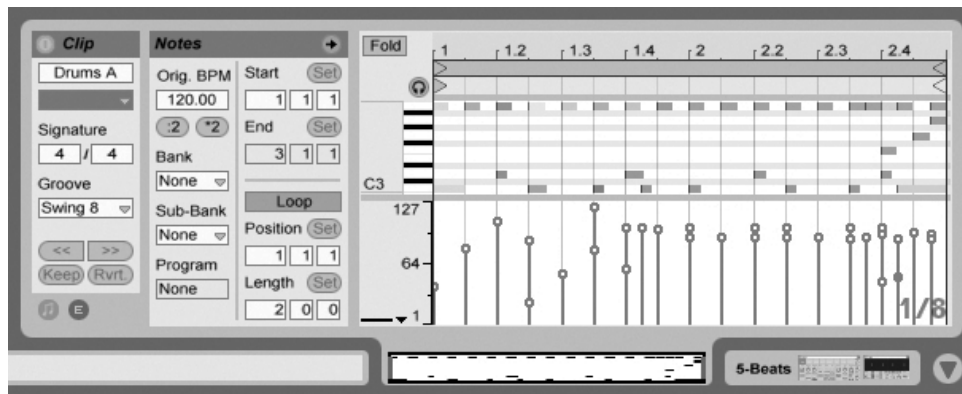 Clip
Drums A
Signature
4 / 4
Groove
Swing 8
<< >>
Keep Rvrt.
E
Notes
Orig. BPM
120.00
:2 *2
Bank
None
Sub-Bank
None
Program
None
Start Set
1 1 1
End Set
3 1 1
Loop
Position Set
1 1 1
Length Set
2 0 0
Fold
1 1.2 1.3 1.4 2 2.2 2.3 2.4
C3
127
64
1
1/8
5-Beats